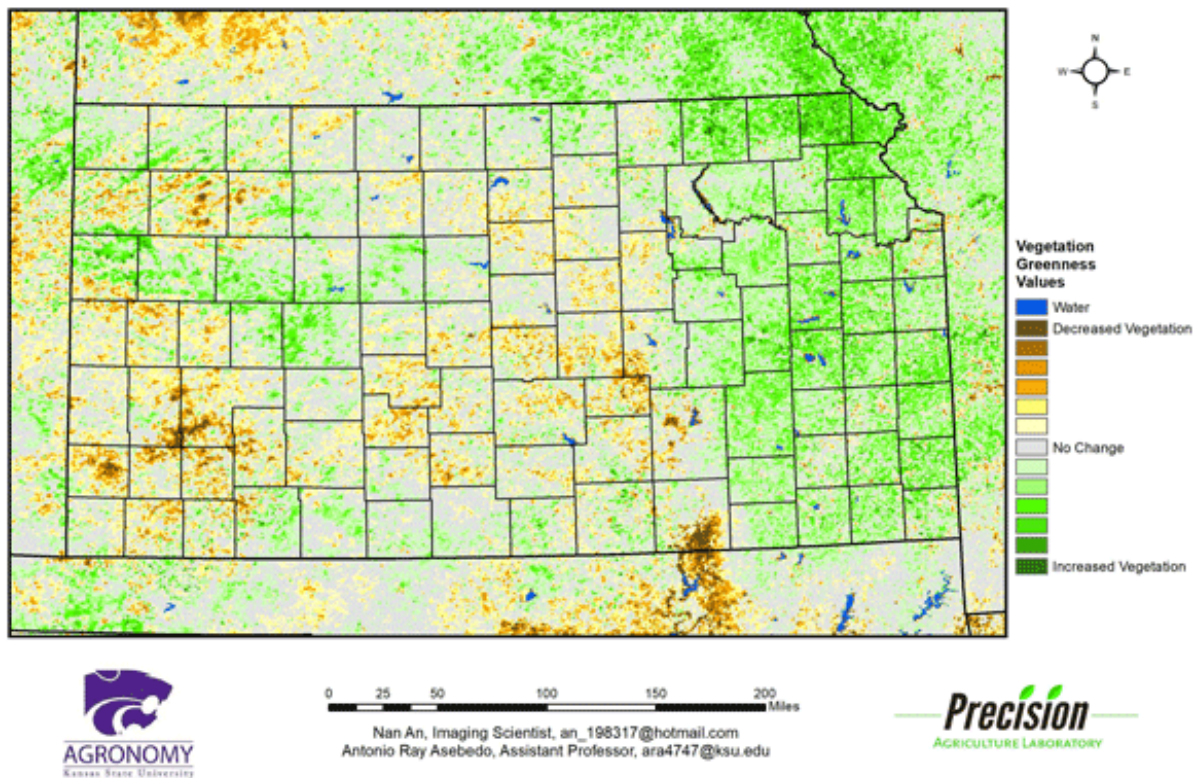 N
W E
S
Vegetation
Greenness
Values
Water
Decreased Vegetation
No Change
Increased Vegetation
0 25 50 100 150 200
Miles
AGRONOMY
Kansas State University
Nan An, Imaging Scientist, an_198317@hotmail.com
Antonio Ray Asebedo, Assistant Professor, ara4747@ksu.edu
Precision
AGRICULTURE LABORATORY